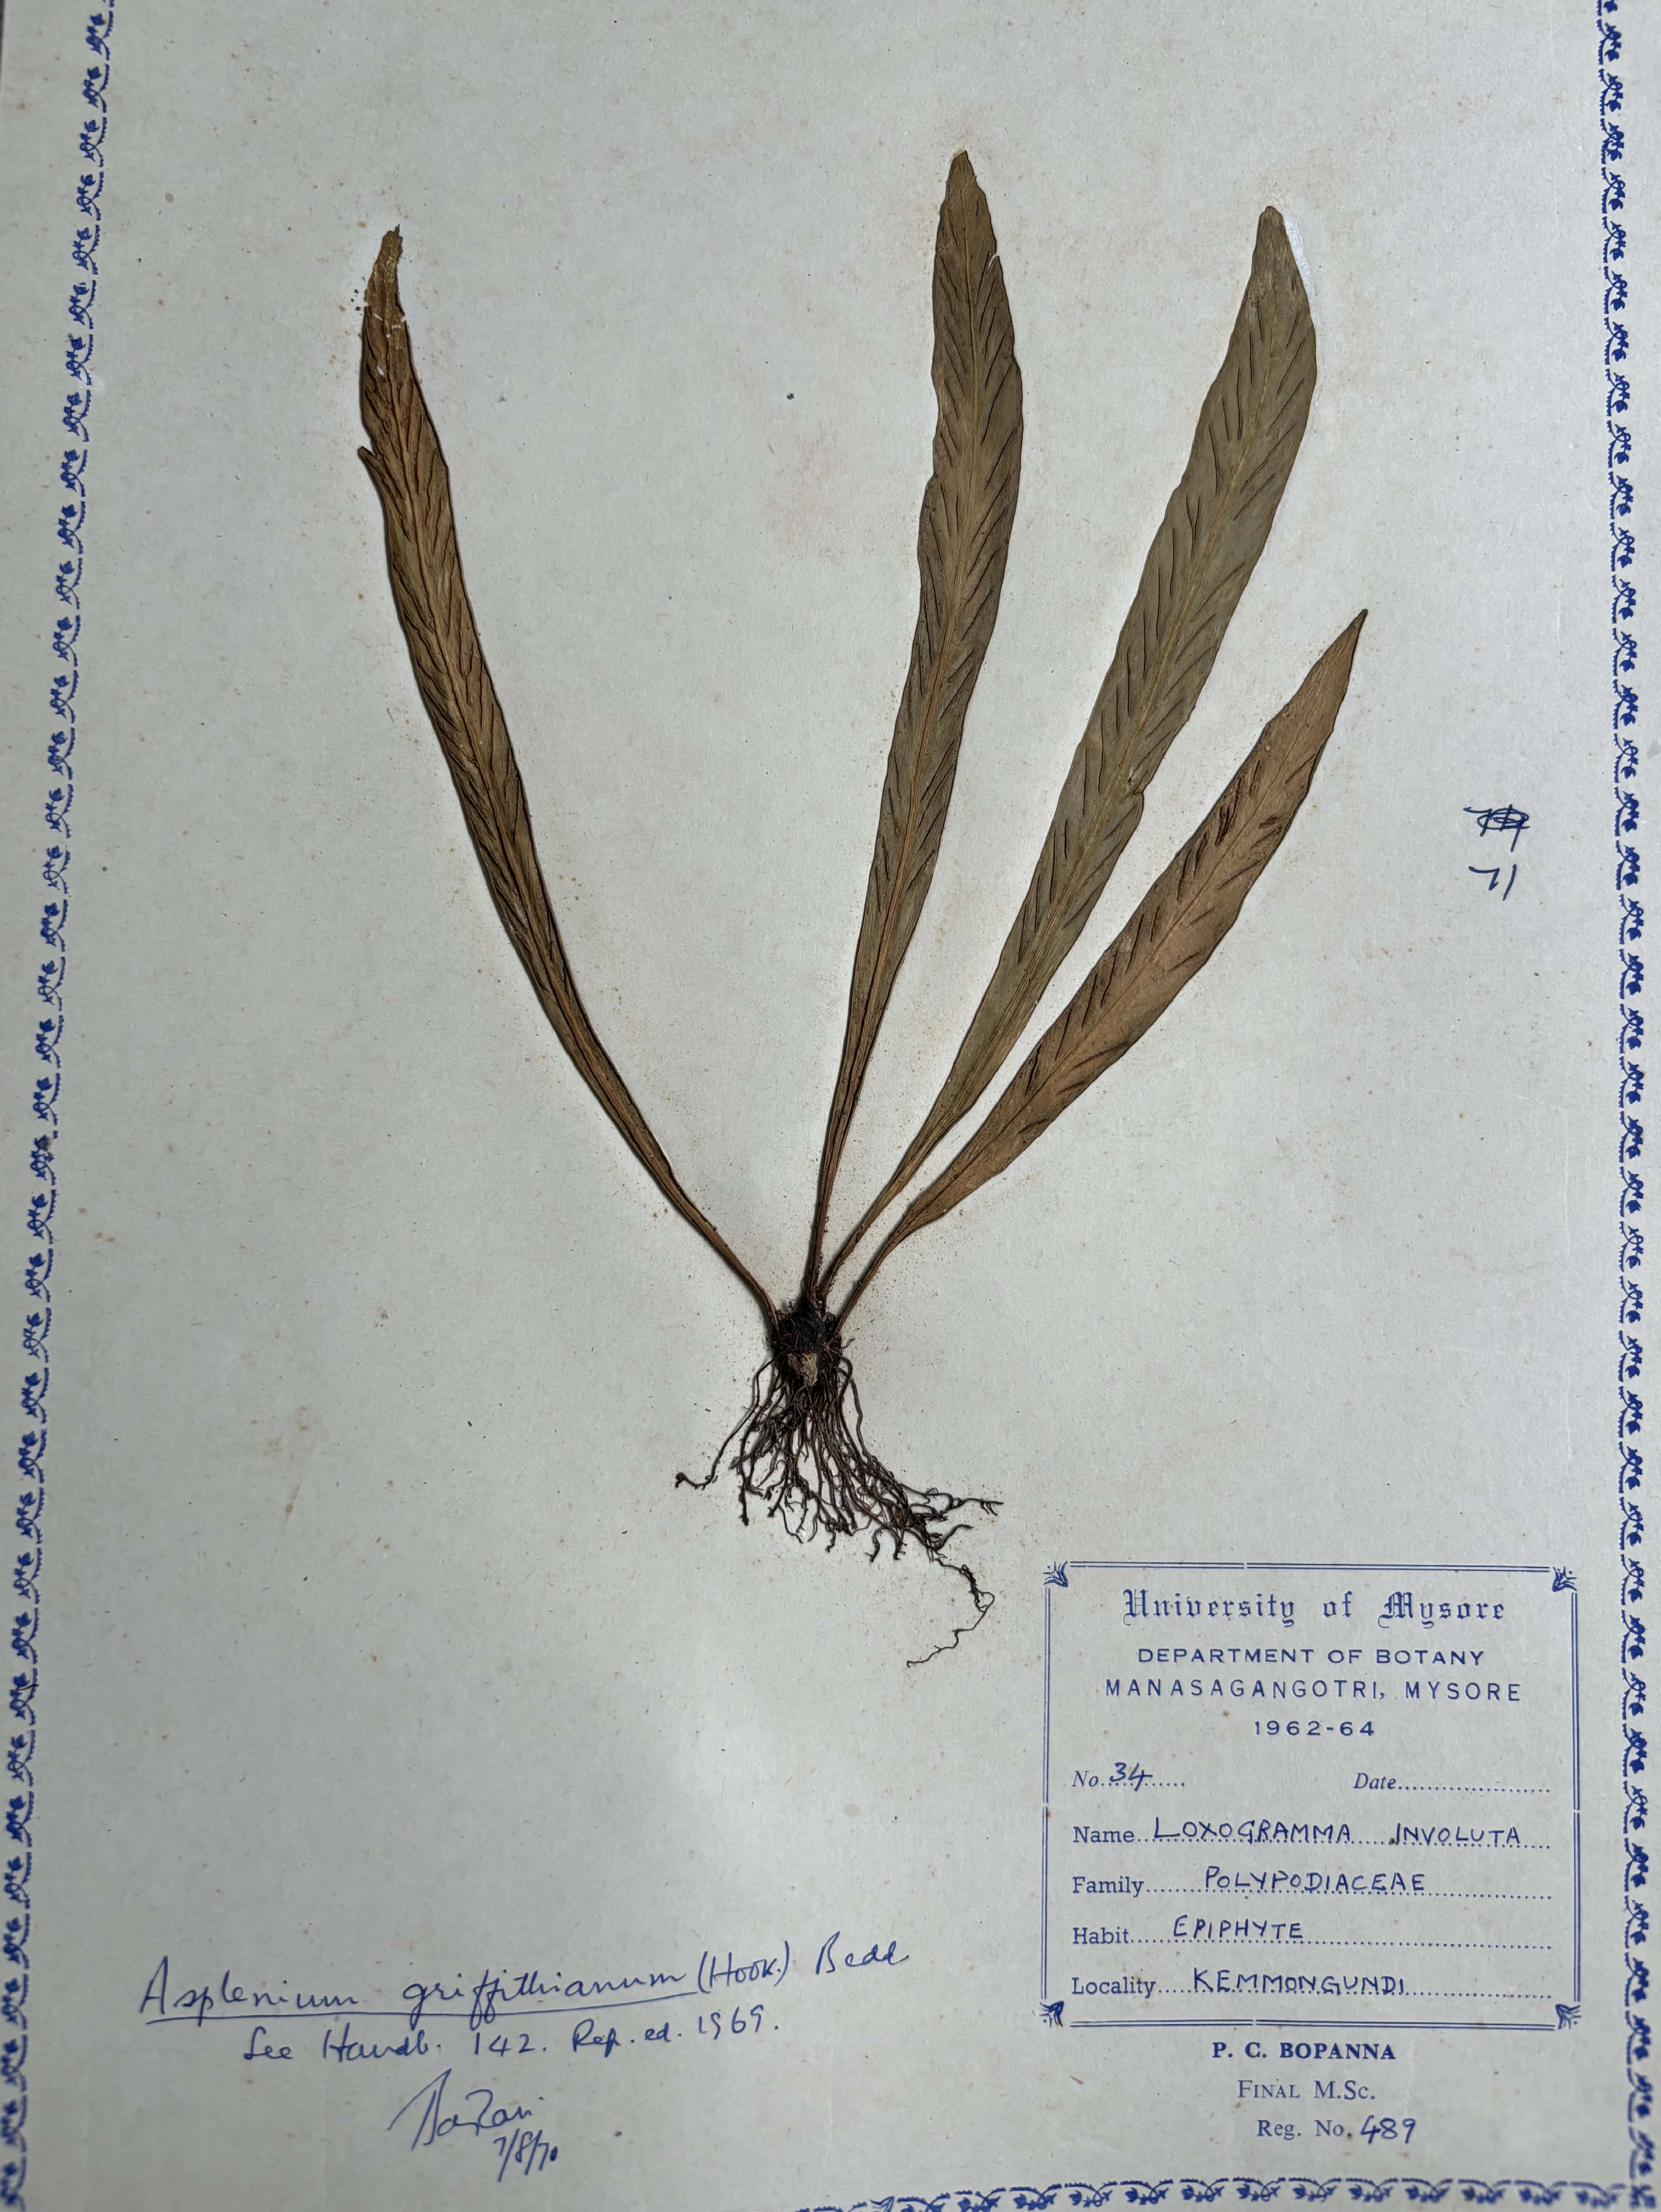 71
University of Mysore
DEPARTMENT OF BOTANY
MANASAGANGOTRI, MYSORE
1962-64
No. 34 Date
Name LOXOGRAMMA INVOLUTA
Family POLYPODIACEAE
Habit EPIPHYTE
Locality KEMMONGUNDI
P. C. BOPANNA
FINAL M.Sc.
Reg. No. 489
Asplenium griffithianum (Hook.) Bedd
See Handb. 142. Rep. ed. 1969.
7/8/70